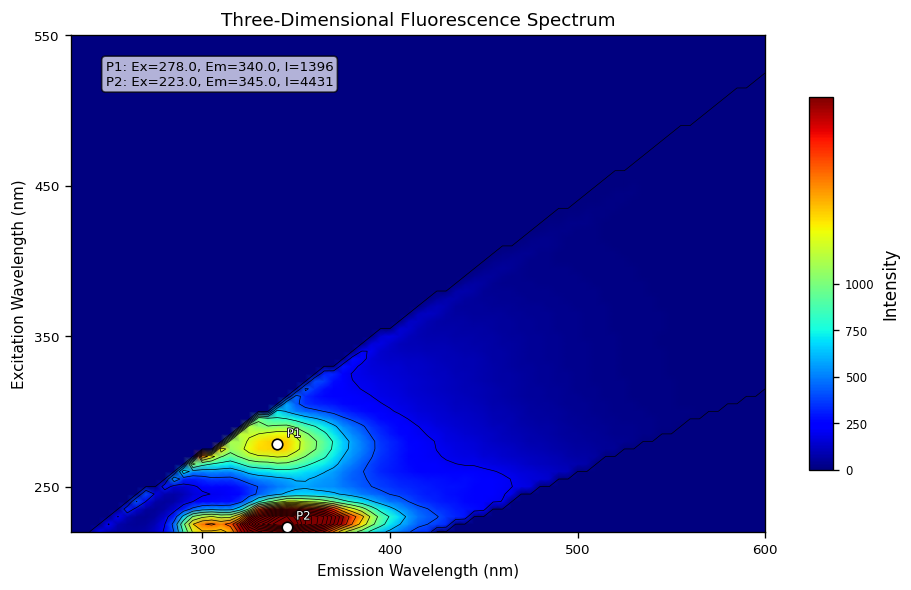 Three-Dimensional Fluorescence Spectrum
P1: Ex=278.0, Em=340.0, I=1396
P2: Ex=223.0, Em=345.0, I=4431
550
450
350
250
Excitation Wavelength (nm)
P1
P2
300
400
500
600
Emission Wavelength (nm)
1000
750
500
250
0
Intensity